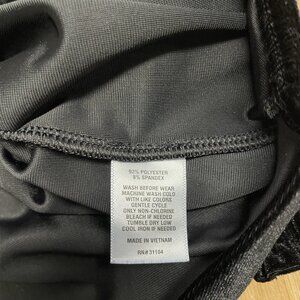 92% POLYESTER
8% SPANDEX
WASH BEFORE WEAR
MACHINE WASH COLD
WITH LIKE COLORS
GENTLE CYCLE
ONLY NON-CHLORINE
BLEACH IF NEEDED
TUMBLE DRY LOW
COOL IRON IF NEEDED
MADE IN VIETNAM
RN# 31104